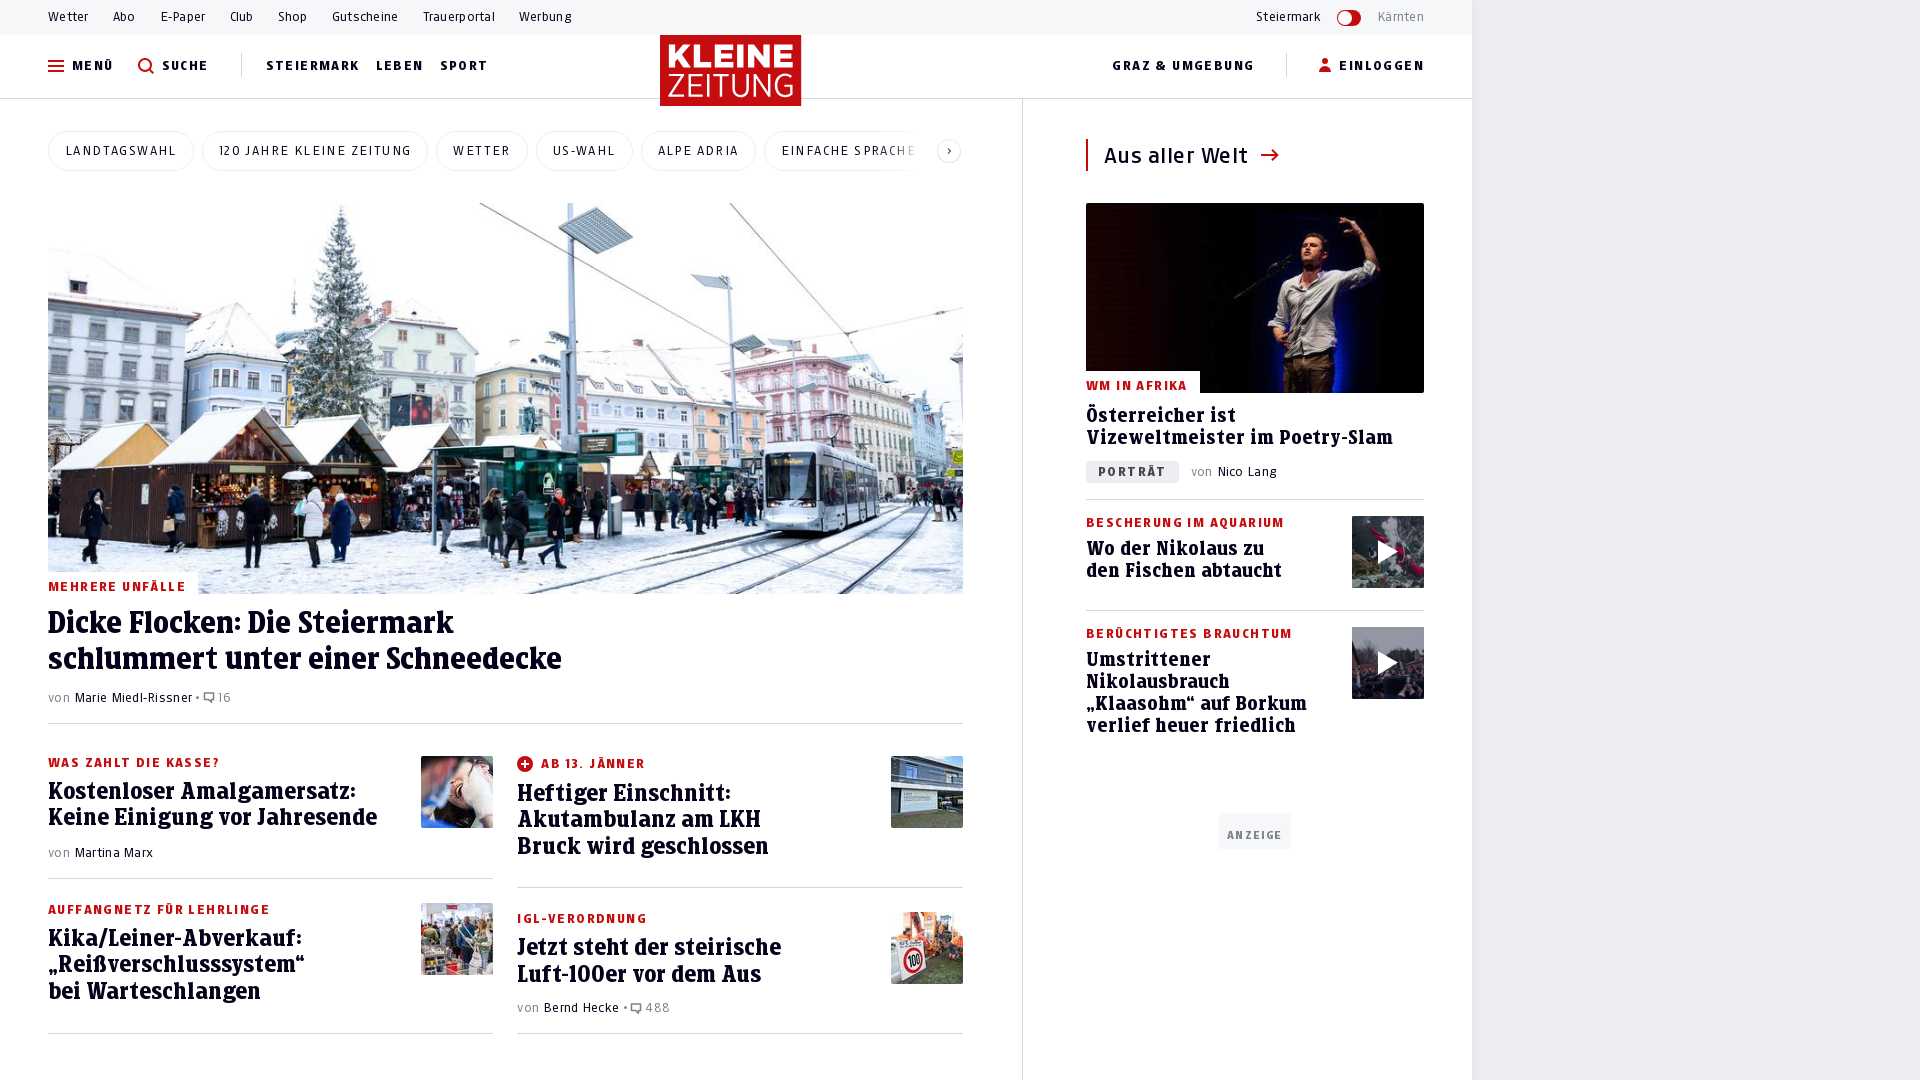 Wetter Abo E-Paper Club Shop Gutscheine Trauerportal Werbung Steiermark Kärnten
MENÜ SUCHE STEIERMARK LEBEN SPORT
KLEINE
ZEITUNG
GRAZ & UMGEBUNG EINLOGGEN
LANDTAGSWAHL 120 JAHRE KLEINE ZEITUNG WETTER US-WAHL ALPE ADRIA EINFACHE SPRACHE
MEHRERE UNFÄLLE
Dicke Flocken: Die Steiermark
schlummert unter einer Schneedecke
von Marie Miedl-Rissner • 16
WAS ZAHLT DIE KASSE?
Kostenloser Amalgamersatz:
Keine Einigung vor Jahresende
von Martina Marx
AB 13. JÄNNER
Heftiger Einschnitt:
Akutambulanz am LKH
Bruck wird geschlossen
AUFFANGNETZ FÜR LEHRLINGE
Kika/Leiner-Abverkauf:
„Reißverschlusssystem“
bei Warteschlangen
IGL-VERORDNUNG
Jetzt steht der steirische
Luft-100er vor dem Aus
von Bernd Hecke • 488
100
Aus aller Welt
WM IN AFRIKA
Österreicher ist
Vizeweltmeister im Poetry-Slam
PORTRÄT von Nico Lang
BESCHERUNG IM AQUARIUM
Wo der Nikolaus zu
den Fischen abtaucht
BERÜCHTIGTES BRAUCHTUM
Umstrittener
Nikolausbrauch
„Klaasohm“ auf Borkum
verlief heuer friedlich
ANZEIGE